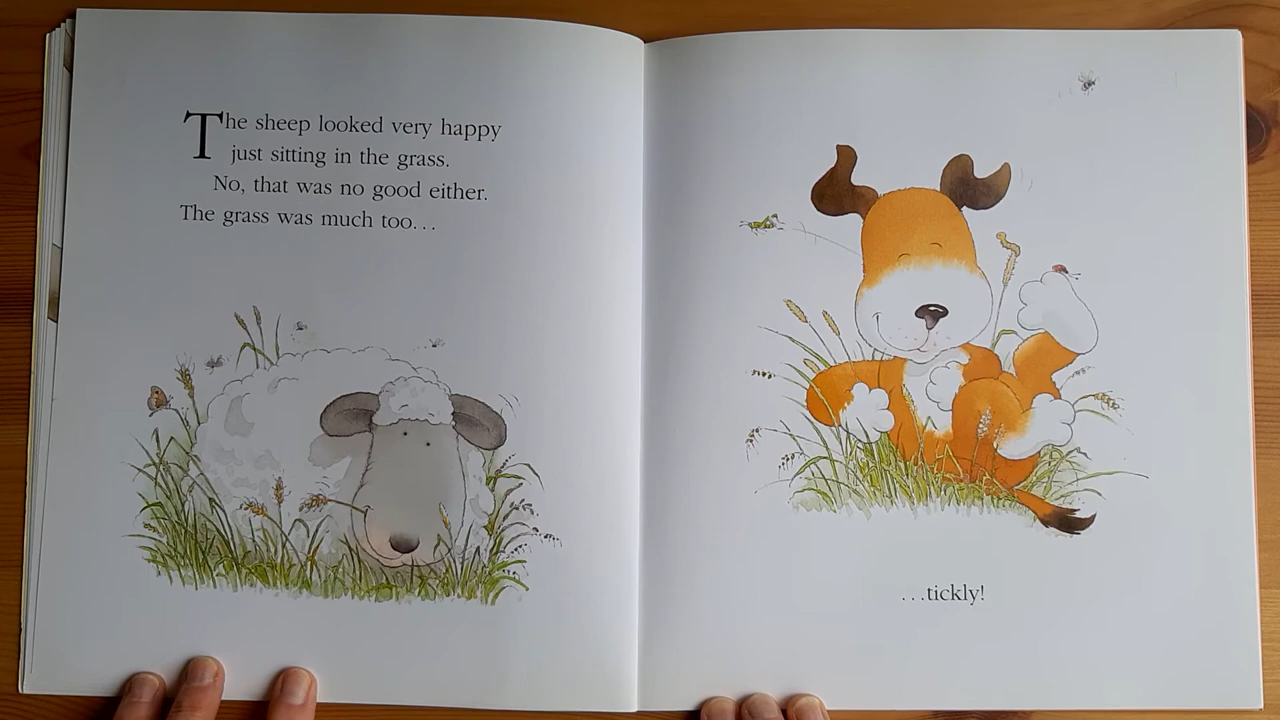 The sheep looked very happy
just sitting in the grass.
No, that was no good either.
The grass was much too...
...tickly!